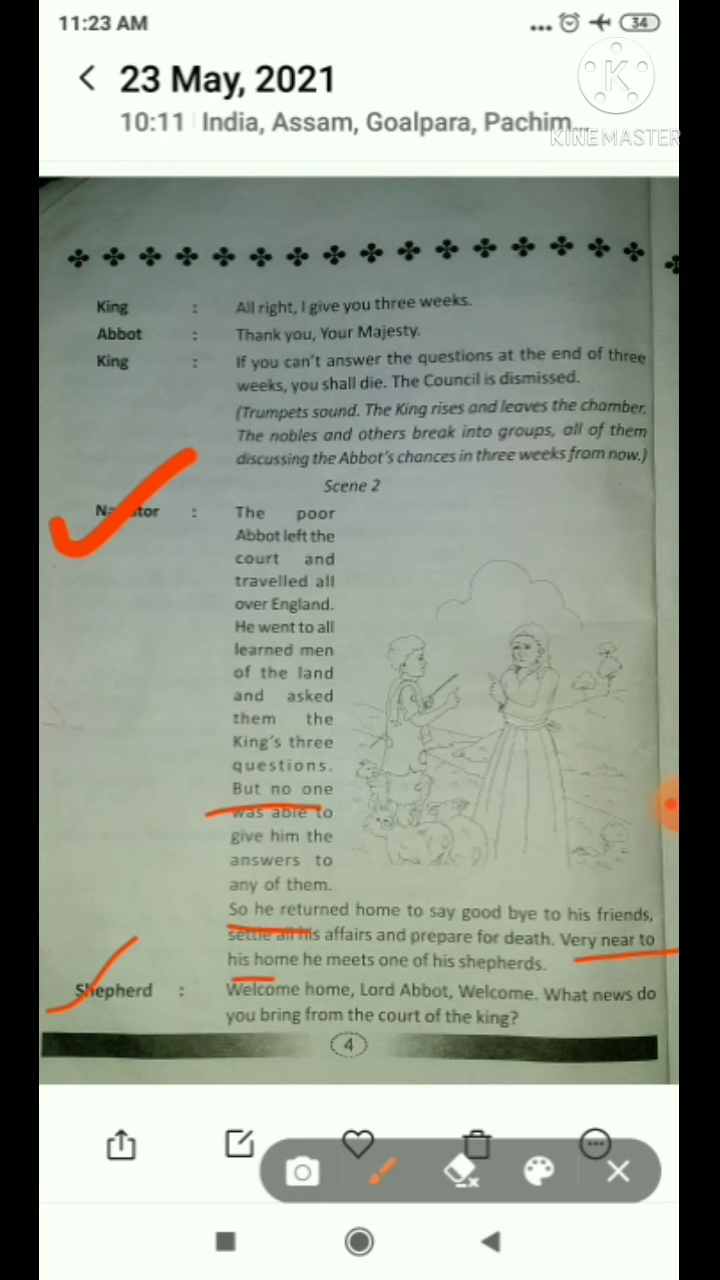 11:23 AM
34
23 May, 2021
10:11 India, Assam, Goalpara, Pachim...
K
KINEMASTER
King : All right, I give you three weeks.
Abbot : Thank you, Your Majesty.
King : If you can't answer the questions at the end of three
weeks, you shall die. The Council is dismissed.
(Trumpets sound. The King rises and leaves the chamber.
The nobles and others break into groups, all of them
discussing the Abbot's chances in three weeks from now.)
Scene 2
Narrator : The poor
Abbot left the
court and
travelled all
over England.
He went to all
learned men
of the land
and asked
them the
King's three
questions.
But no one
was able to
give him the
answers to
any of them.
So he returned home to say good bye to his friends,
settle all his affairs and prepare for death. Very near to
his home he meets one of his shepherds.
Shepherd : Welcome home, Lord Abbot, Welcome. What news do
you bring from the court of the king?
4